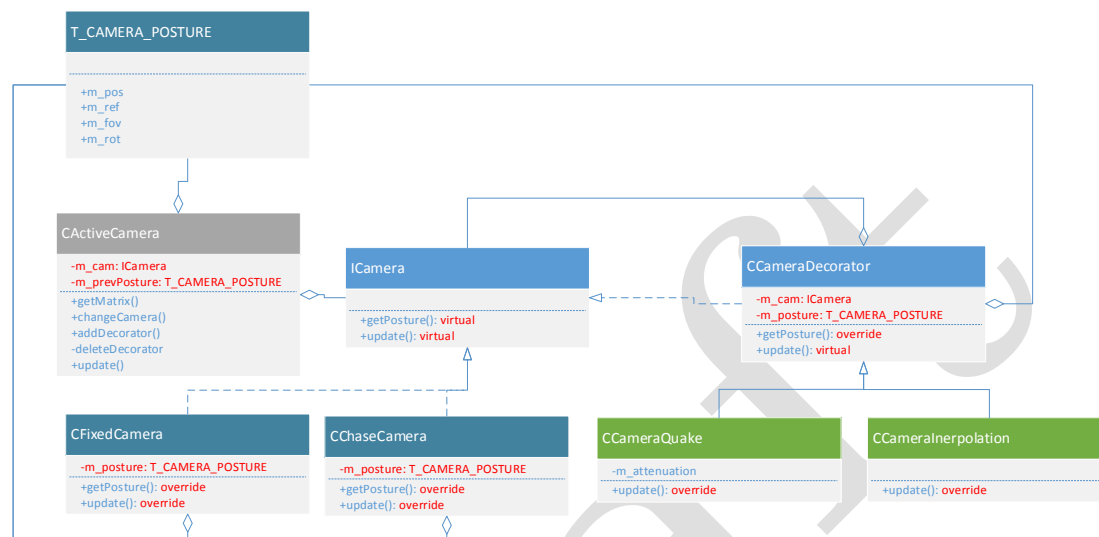 T_CAMERA_POSTURE
+m_pos
+m_ref
+m_fov
+m_rot
CActiveCamera
-m_cam: ICamera
-m_prevPosture: T_CAMERA_POSTURE
+getMatrix()
+changeCamera()
+addDecorator()
-deleteDecorator
+update()
ICamera
+getPosture(): virtual
+update(): virtual
CCameraDecorator
-m_cam: ICamera
-m_posture: T_CAMERA_POSTURE
+getPosture(): override
+update(): virtual
CFixedCamera
-m_posture: T_CAMERA_POSTURE
+getPosture(): override
+update(): override
CChaseCamera
-m_posture: T_CAMERA_POSTURE
+getPosture(): override
+update(): override
CCameraQuake
-m_attenuation
+update(): override
CCameraInerpolation
+update(): override